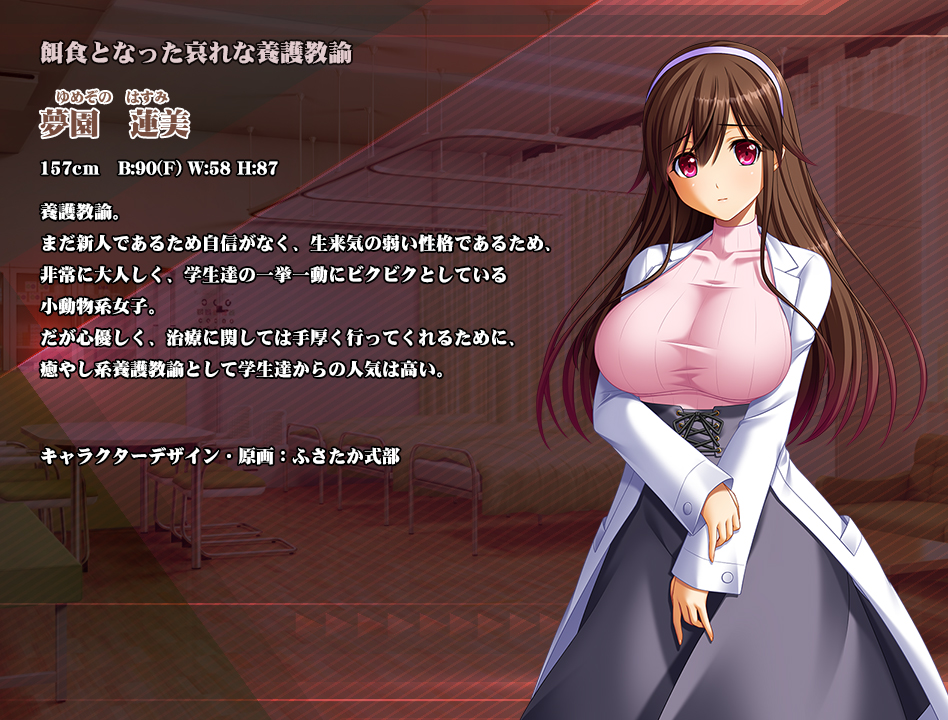 餌食となった哀れな養護教諭
ゆめぞの はすみ
夢園 蓮美
157cm B:90(F) W:58 H:87
養護教諭。
まだ新人であるため自信がなく、生来気の弱い性格であるため、
非常に大人しく、学生達の一挙一動にビクビクとしている
小動物系女子。
だが心優しく、治療に関しては手厚く行ってくれるために、
癒やし系養護教諭として学生達からの人気は高い。
キャラクターデザイン・原画：ふさたか式部